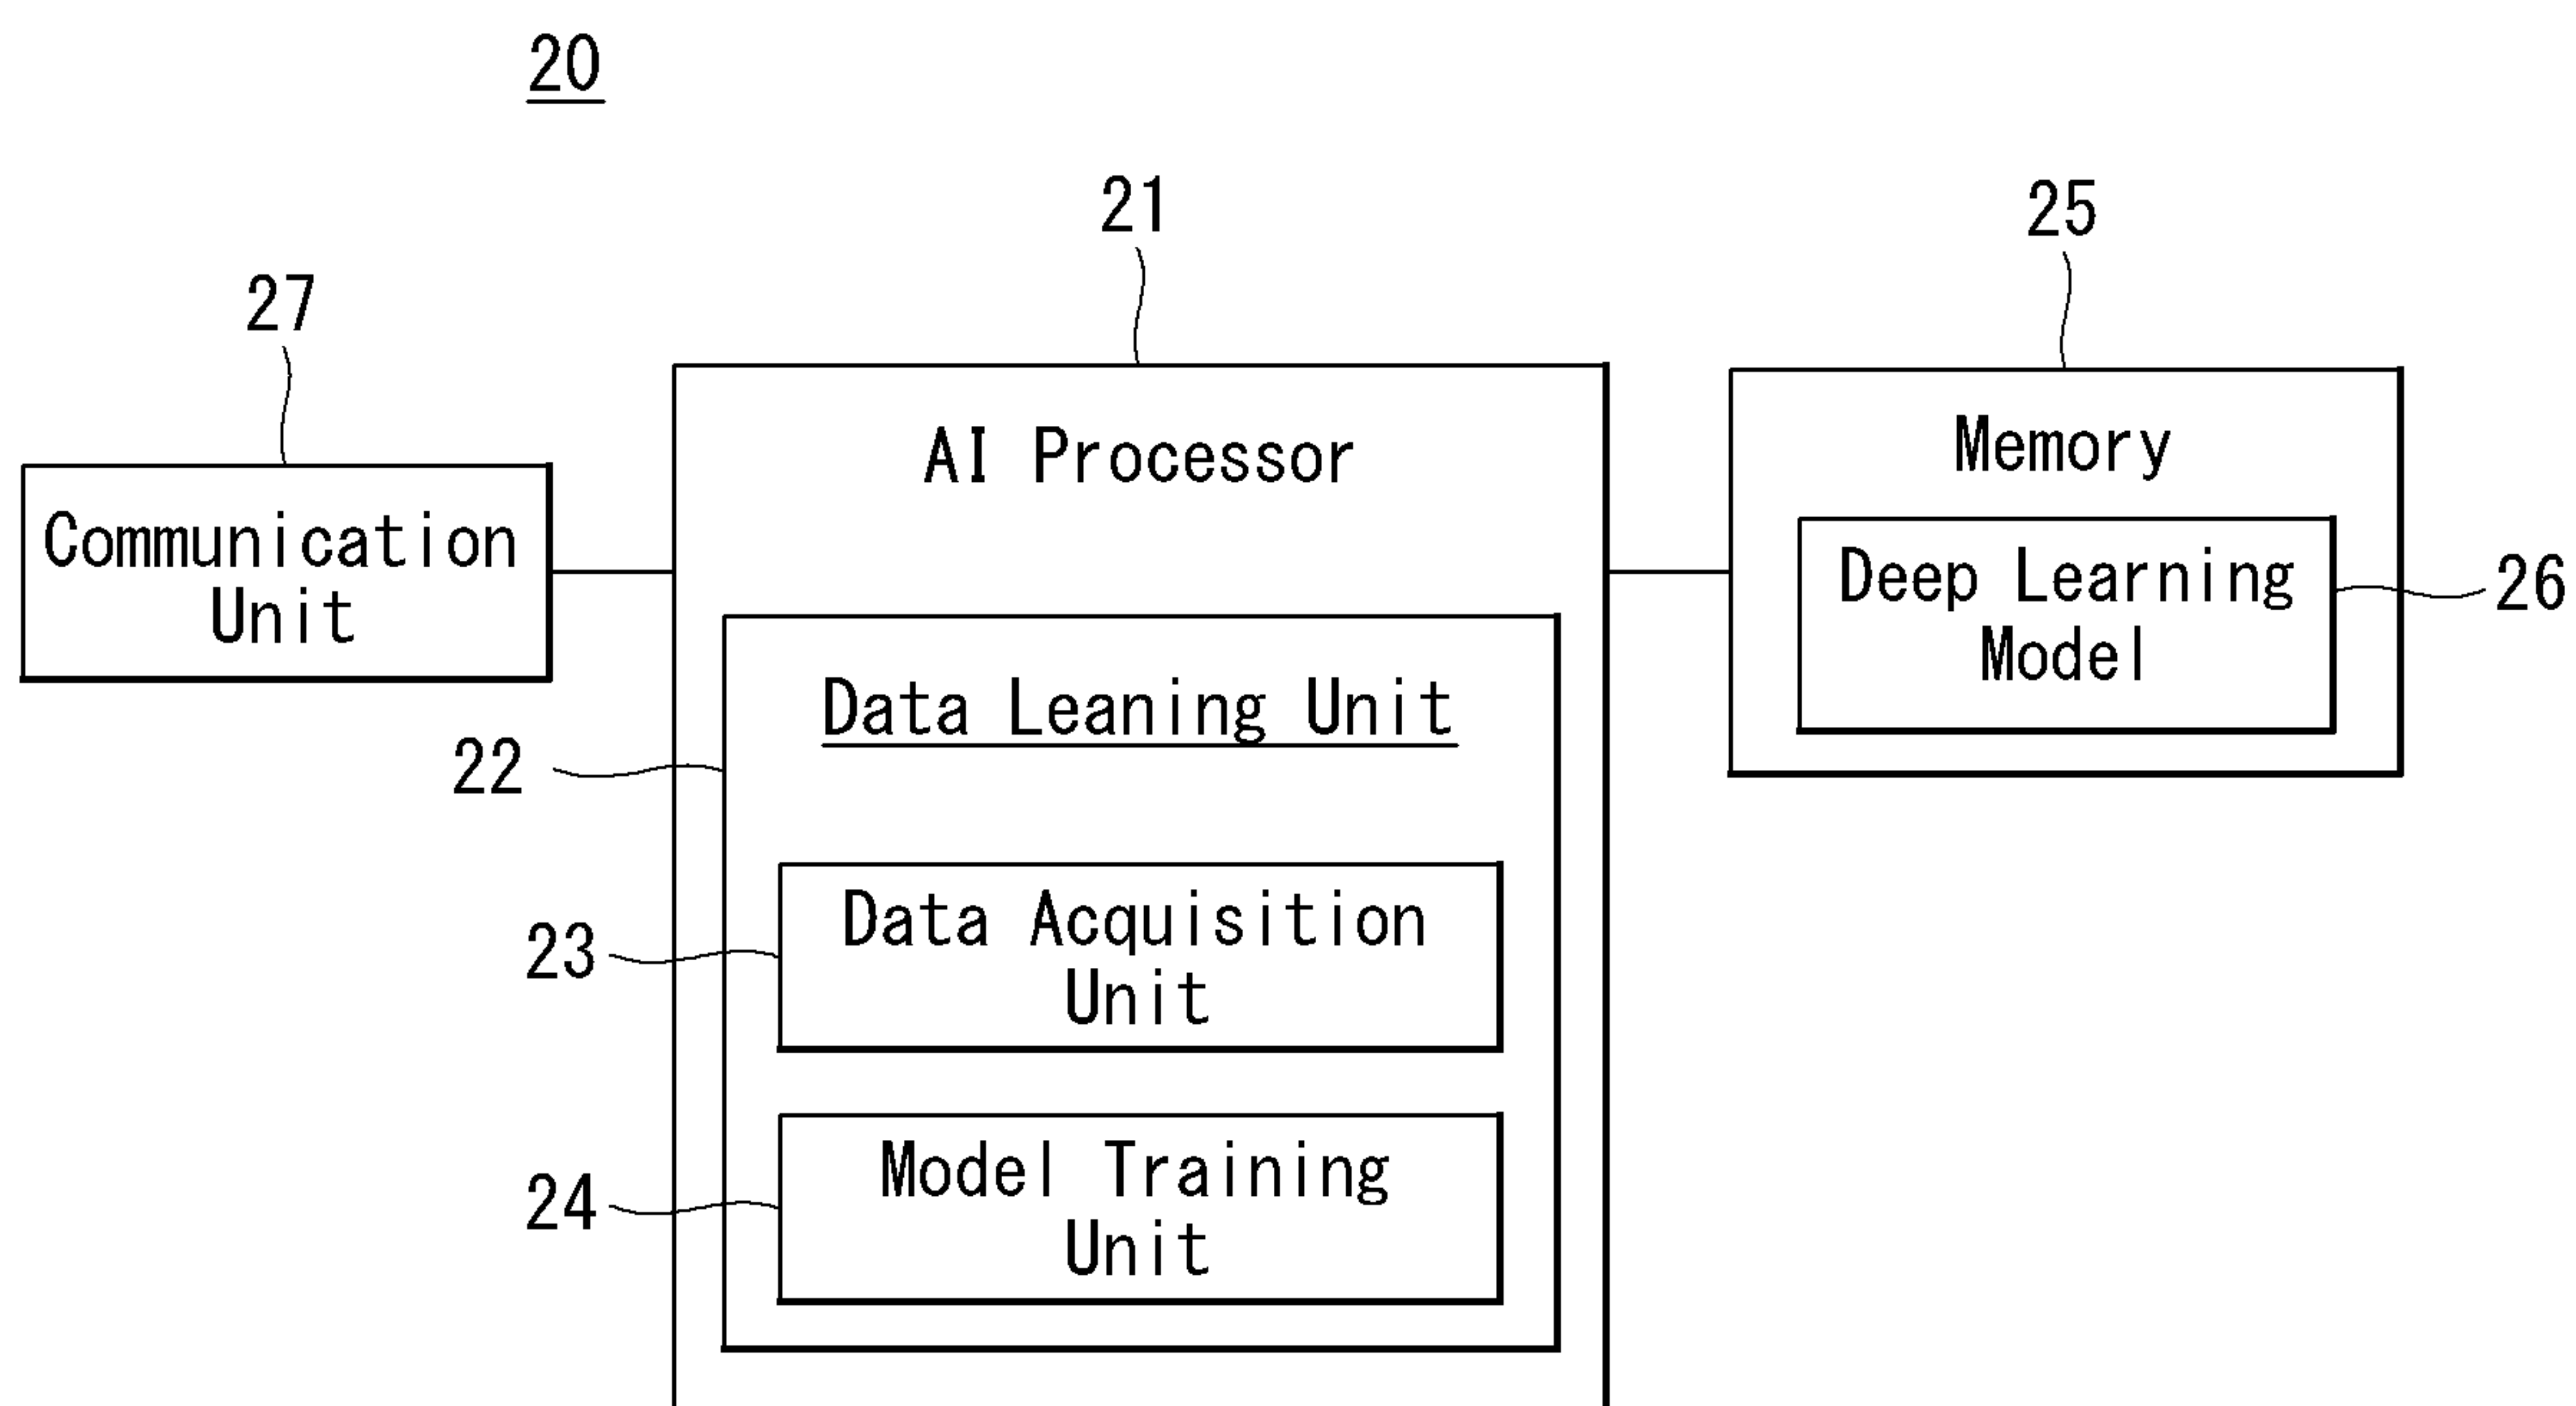 20
21
25
27
AI Processor
Memory
Communication
Unit
Deep Learning
Model
26
Data Leaning Unit
22
Data Acquisition
Unit
23
Model Training
Unit
24